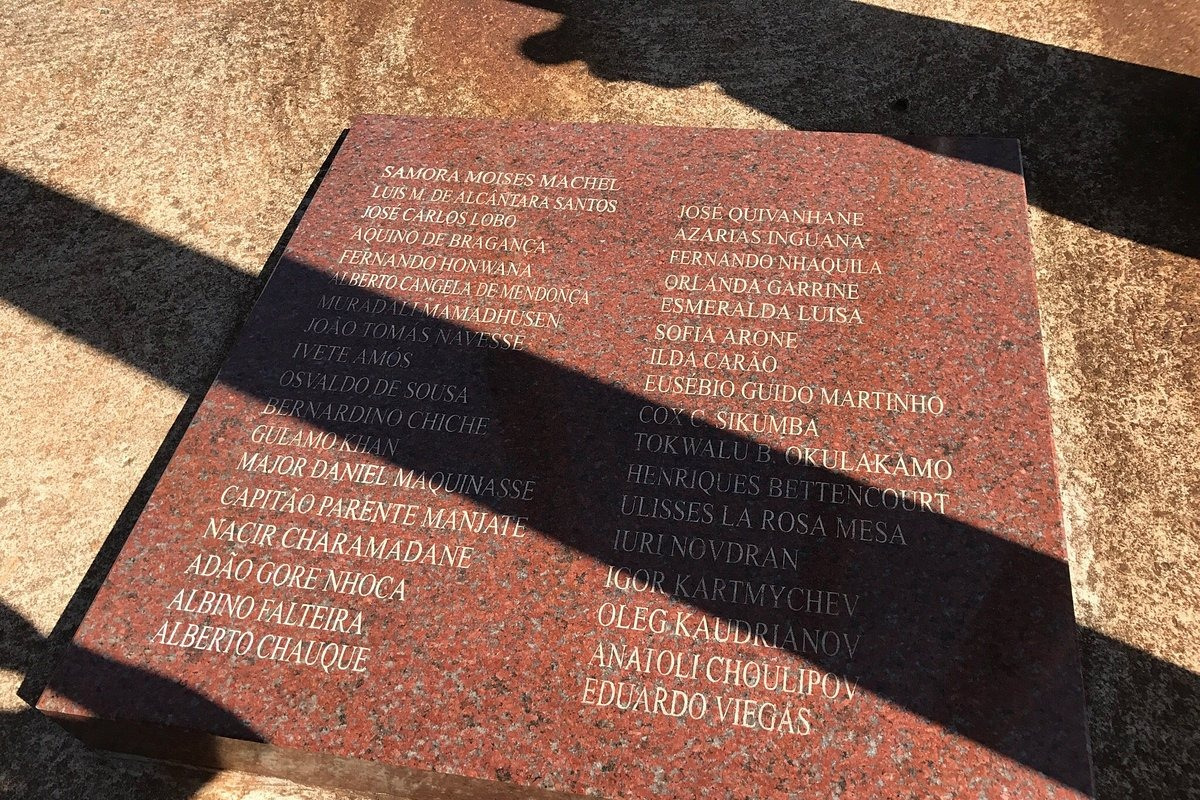 SAMORA MOISES MACHEL
LUIS M. DE ALCÂNTARA SANTOS
JOSÉ CARLOS LOBO
AQUINO DE BRAGANÇA
FERNANDO HONWANA
ALBERTO CANGELA DE MENDONÇA
MURADALI MAMADHUSEN
JOÃO TOMÁS NAVESSE
IVETE AMÓS
OSVALDO DE SOUSA
BERNARDINO CHICHE
GULAMO KHAN
MAJOR DANIEL MAQUINASSE
CAPITÃO PARENTE MANJATE
NACIR CHARAMADANE
ADÃO GORE NHOCA
ALBINO FALTEIRA
ALBERTO CHAUQUE
JOSÉ QUIVANHANE
AZARIAS INGUANA
FERNANDO NHAQUILA
ORLANDA GARRINE
ESMERALDA LUISA
SOFIA ARONE
ILDA CARÃO
EUSÉBIO GUIDO MARTINHO
COX C. SIKUMBA
TOKWALU B. OKULAKAMO
HENRIQUES BETTENCOURT
ULISSES LA ROSA MESA
IURI NOVDRAN
IGOR KARTMYCHEV
OLEG KAUDRIANOV
ANATOLI CHOULIPOV
EDUARDO VIEGAS